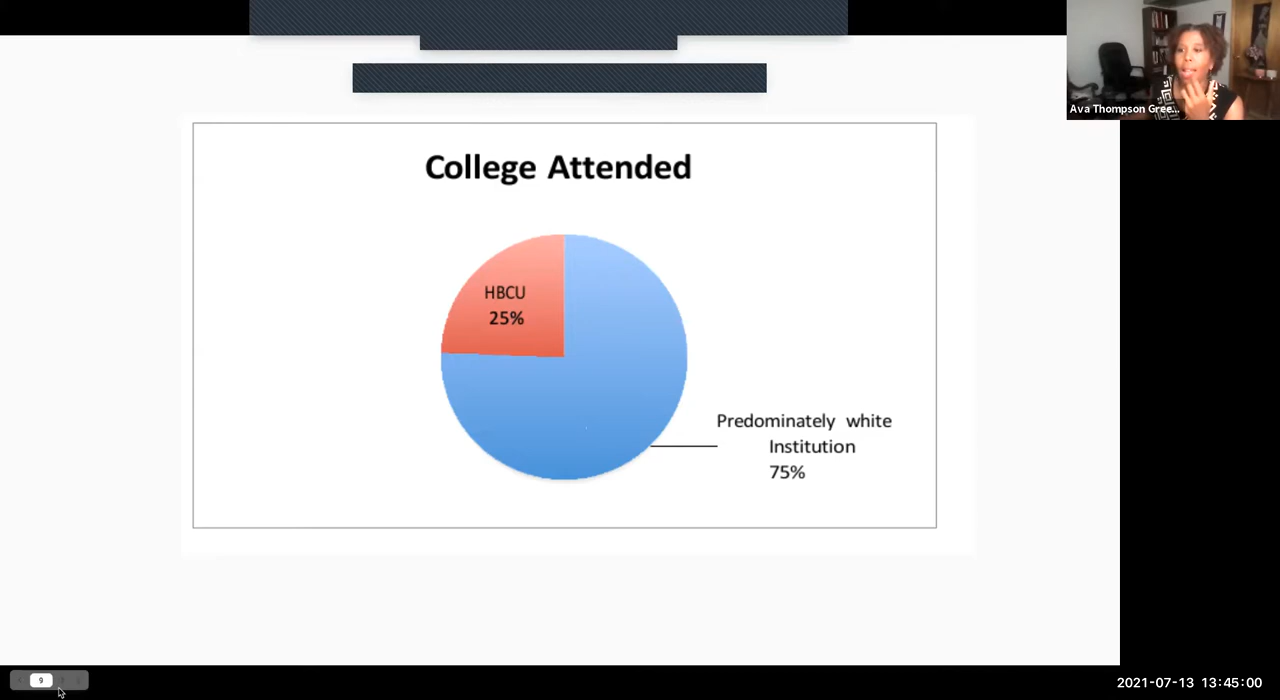 Ava Thompson Gree...
College Attended
HBCU
25%
Predominately white
Institution
75%
9
2021-07-13 13:45:00